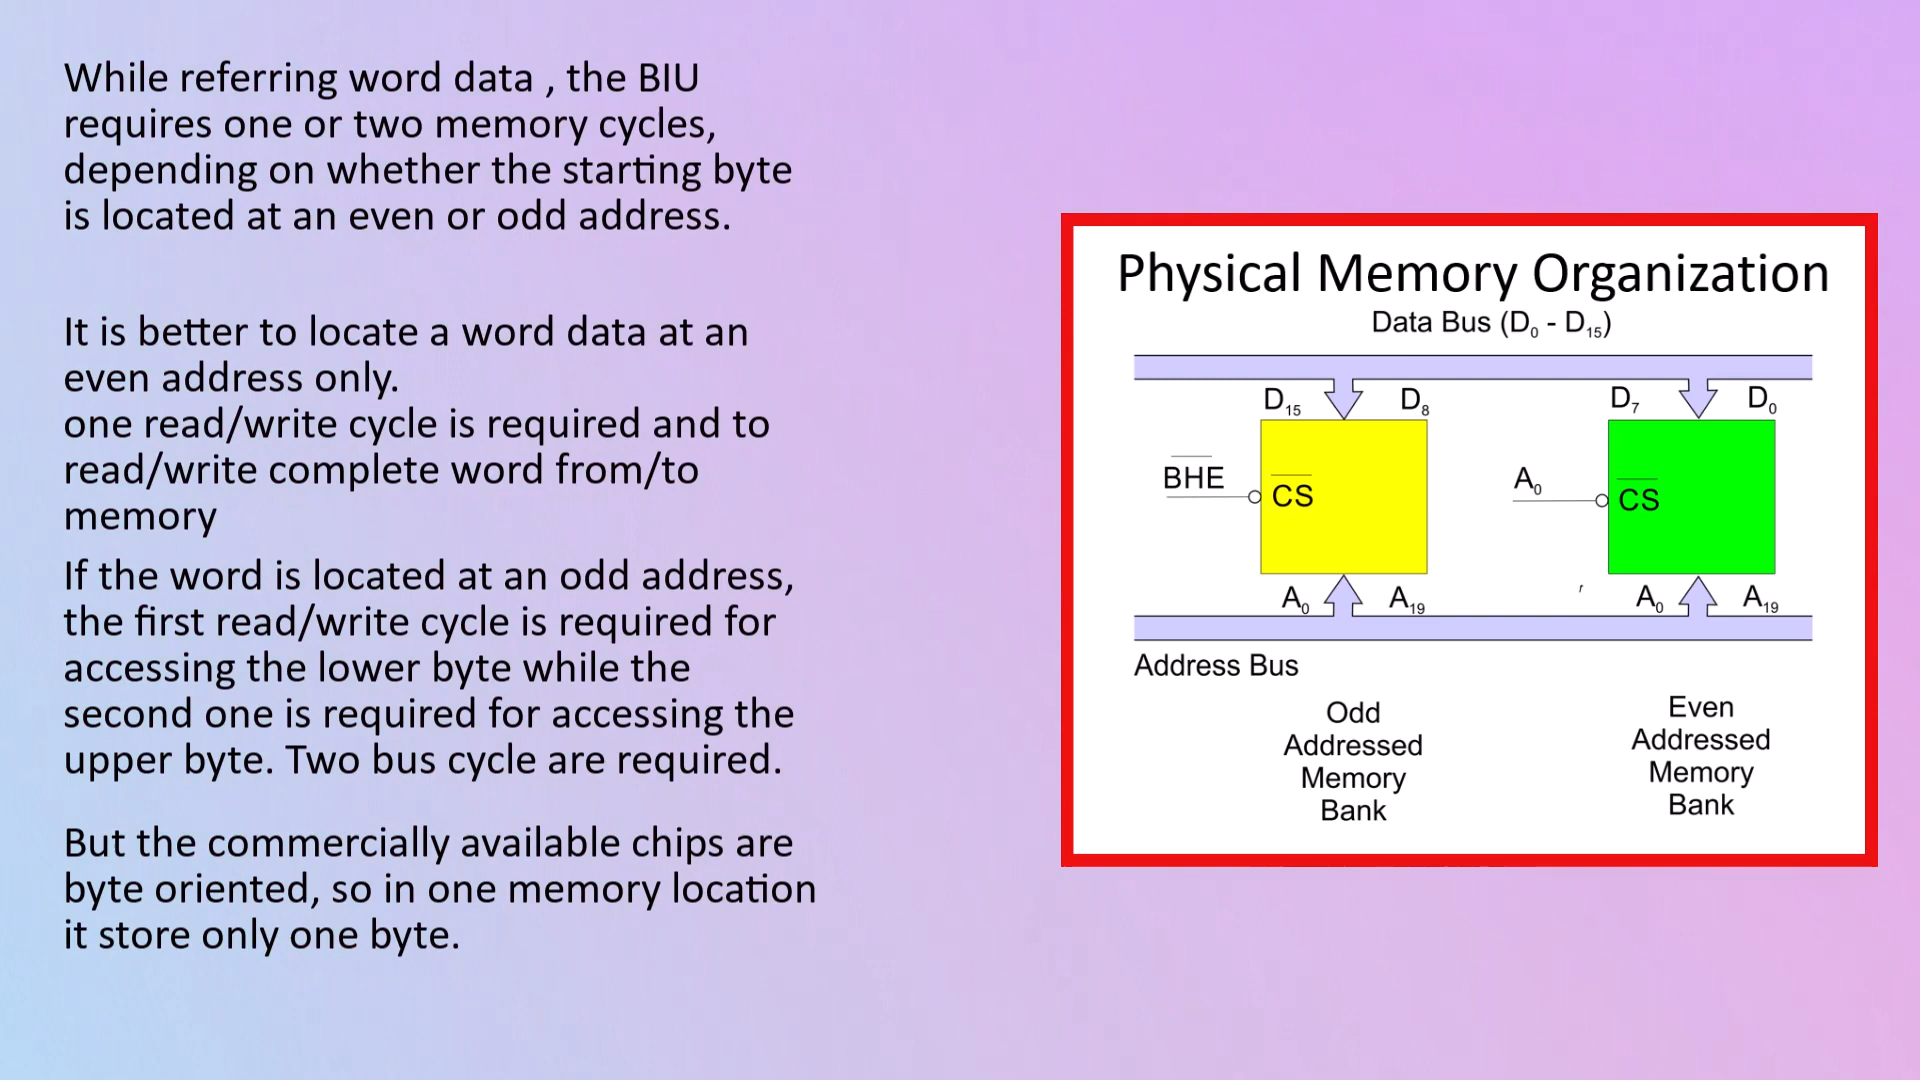 While referring word data , the BIU
requires one or two memory cycles,
depending on whether the starting byte
is located at an even or odd address.
It is better to locate a word data at an
even address only.
one read/write cycle is required and to
read/write complete word from/to
memory
If the word is located at an odd address,
the first read/write cycle is required for
accessing the lower byte while the
second one is required for accessing the
upper byte. Two bus cycle are required.
But the commercially available chips are
byte oriented, so in one memory location
it store only one byte.
Physical Memory Organization
Data Bus (D₀ - D₁₅)
D₁₅ D₈ D₇ D₀
B̅H̅E̅ C̅S̅ A₀ C̅S̅
A₀ A₁₉ r A₀ A₁₉
Address Bus
Odd
Addressed
Memory
Bank
Even
Addressed
Memory
Bank